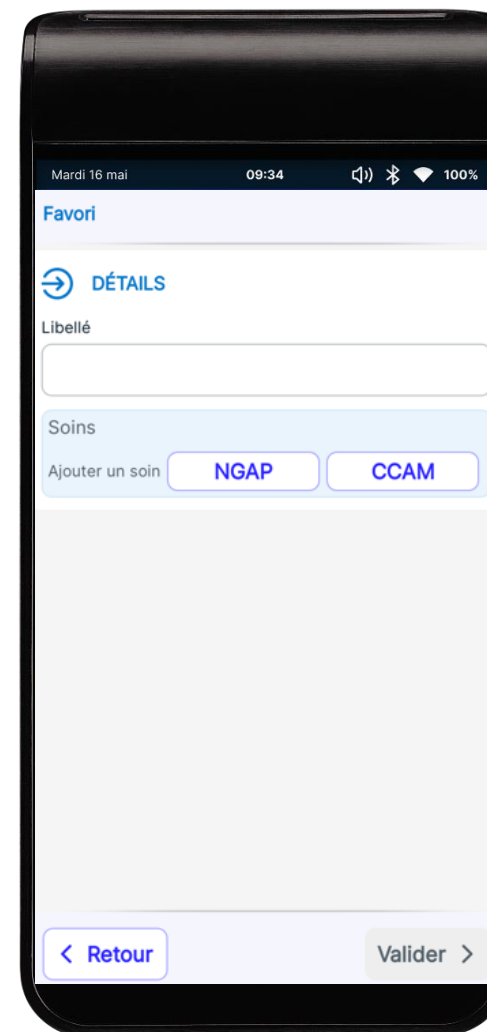 Mardi 16 mai 09:34 100%
Favori
DÉTAILS
Libellé
Soins
Ajouter un soin NGAP CCAM
Retour Valider